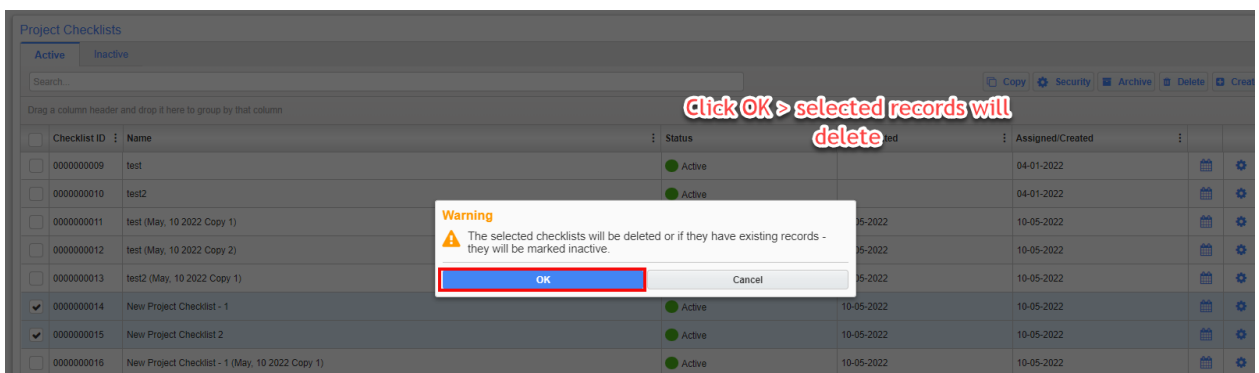 Project Checklists
Active Inactive
Search...
Copy Security Archive Delete Creat
Drag a column header and drop it here to group by that column
Click OK > selected records will
delete
Checklist ID Name Status ted Assigned/Created
0000000009 test Active 04-01-2022
0000000010 test2 Active 04-01-2022
0000000011 test (May, 10 2022 Copy 1) 05-2022 10-05-2022
0000000012 test (May, 10 2022 Copy 2) 05-2022 10-05-2022
0000000013 test2 (May, 10 2022 Copy 1) 05-2022 10-05-2022
Warning
The selected checklists will be deleted or if they have existing records -
they will be marked inactive.
OK Cancel
0000000014 New Project Checklist - 1 Active 10-05-2022 10-05-2022
0000000015 New Project Checklist 2 Active 10-05-2022 10-05-2022
0000000016 New Project Checklist - 1 (May, 10 2022 Copy 1) Active 10-05-2022 10-05-2022